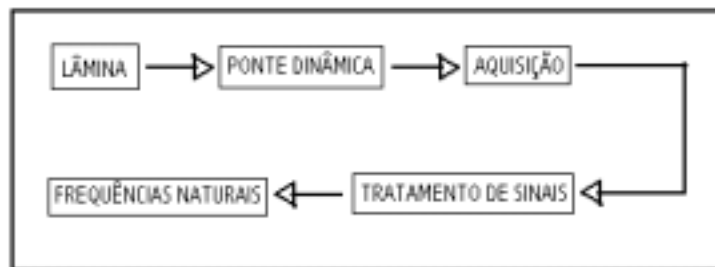 LÂMINA
PONTE DINÂMICA
AQUISIÇÃO
TRATAMENTO DE SINAIS
FREQUÊNCIAS NATURAIS